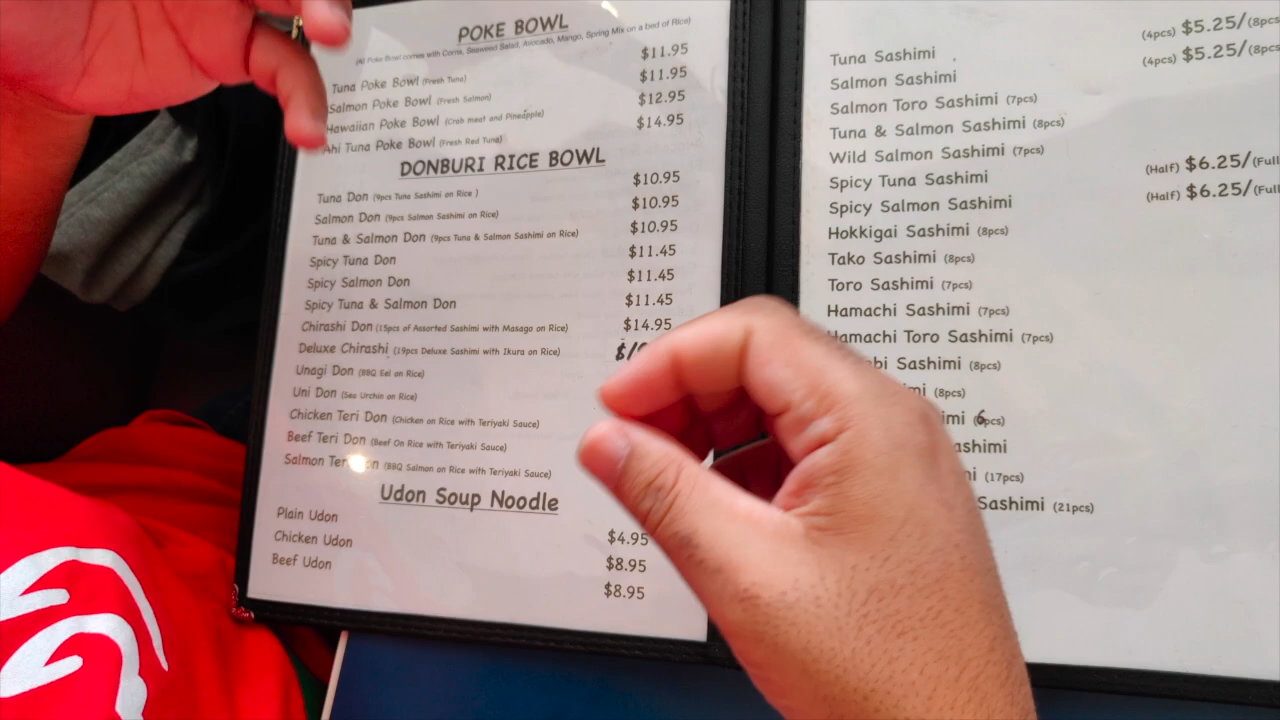 POKE BOWL
(All Poke Bowl comes with Corns, Seaweed Salad, Avocado, Mango, Spring Mix on a bed of Rice)
Tuna Poke Bowl (Fresh Tuna) $11.95
Salmon Poke Bowl (Fresh Salmon) $11.95
Hawaiian Poke Bowl (Crab meat and Pineapple) $12.95
Ahi Tuna Poke Bowl (Fresh Red Tuna) $14.95
DONBURI RICE BOWL
Tuna Don (9pcs Tuna Sashimi on Rice ) $10.95
Salmon Don (9pcs Salmon Sashimi on Rice) $10.95
Tuna & Salmon Don (9pcs Tuna & Salmon Sashimi on Rice) $10.95
Spicy Tuna Don $11.45
Spicy Salmon Don $11.45
Spicy Tuna & Salmon Don $11.45
Chirashi Don (15pcs of Assorted Sashimi with Masago on Rice) $14.95
Deluxe Chirashi (19pcs Deluxe Sashimi with Ikura on Rice)
Unagi Don (BBQ Eel on Rice)
Uni Don (Sea Urchin on Rice)
Chicken Teri Don (Chicken on Rice with Teriyaki Sauce)
Beef Teri Don (Beef On Rice with Teriyaki Sauce)
Salmon Teri Don (BBQ Salmon on Rice with Teriyaki Sauce)
Udon Soup Noodle
Plain Udon $4.95
Chicken Udon $8.95
Beef Udon $8.95
Tuna Sashimi (4pcs) $5.25/(8pcs
Salmon Sashimi (4pcs) $5.25/(8pcs
Salmon Toro Sashimi (7pcs)
Tuna & Salmon Sashimi (8pcs)
Wild Salmon Sashimi (7pcs)
Spicy Tuna Sashimi (Half) $6.25/(Full
Spicy Salmon Sashimi (Half) $6.25/(Full
Hokkigai Sashimi (8pcs)
Tako Sashimi (8pcs)
Toro Sashimi (7pcs)
Hamachi Sashimi (7pcs)
Hamachi Toro Sashimi (7pcs)
Sashimi (8pcs)
(8pcs)
(6pcs)
(17pcs)
Sashimi (21pcs)